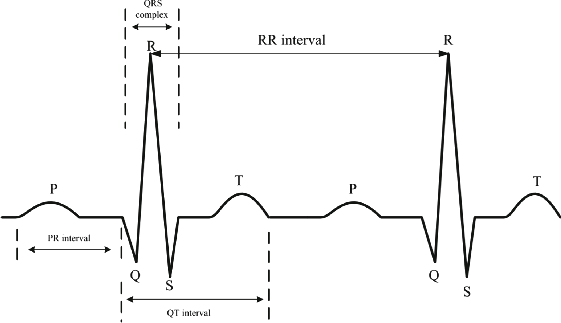 QRS
complex
R
RR interval
R
P
T
P
T
PR interval
Q
S
Q
S
QT interval